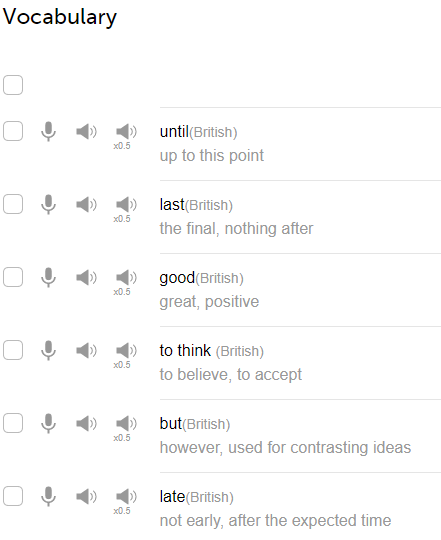 Vocabulary
until(British)
x0.5
up to this point
last(British)
x0.5
the final, nothing after
good(British)
x0.5
great, positive
to think (British)
x0.5
to believe, to accept
but(British)
x0.5
however, used for contrasting ideas
late(British)
x0.5
not early, after the expected time